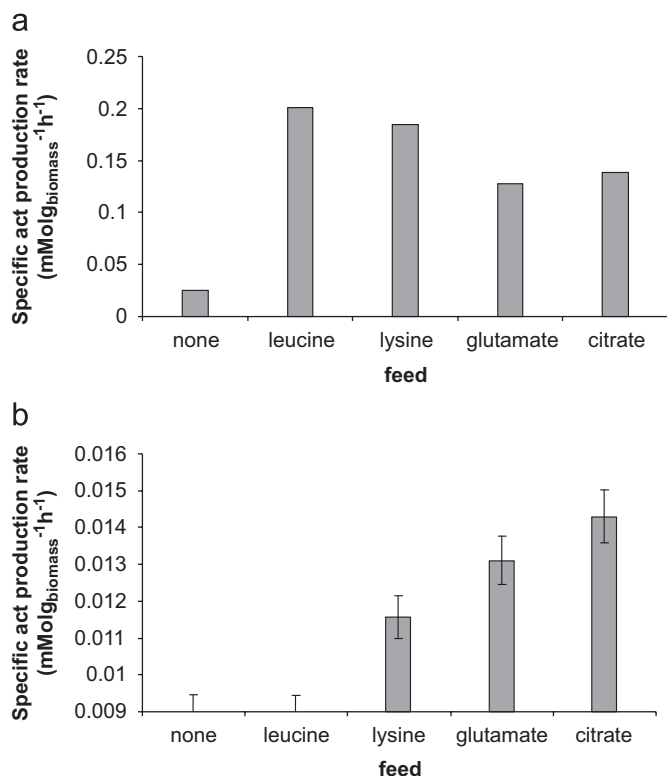 a
Specific act production rate
(mMolg_biomass^-1h^-1)
0.25
0.2
0.15
0.1
0.05
0
none leucine lysine glutamate citrate
feed
b
Specific act production rate
(mMolg_biomass^-1h^-1)
0.016
0.015
0.014
0.013
0.012
0.011
0.01
0.009
none leucine lysine glutamate citrate
feed